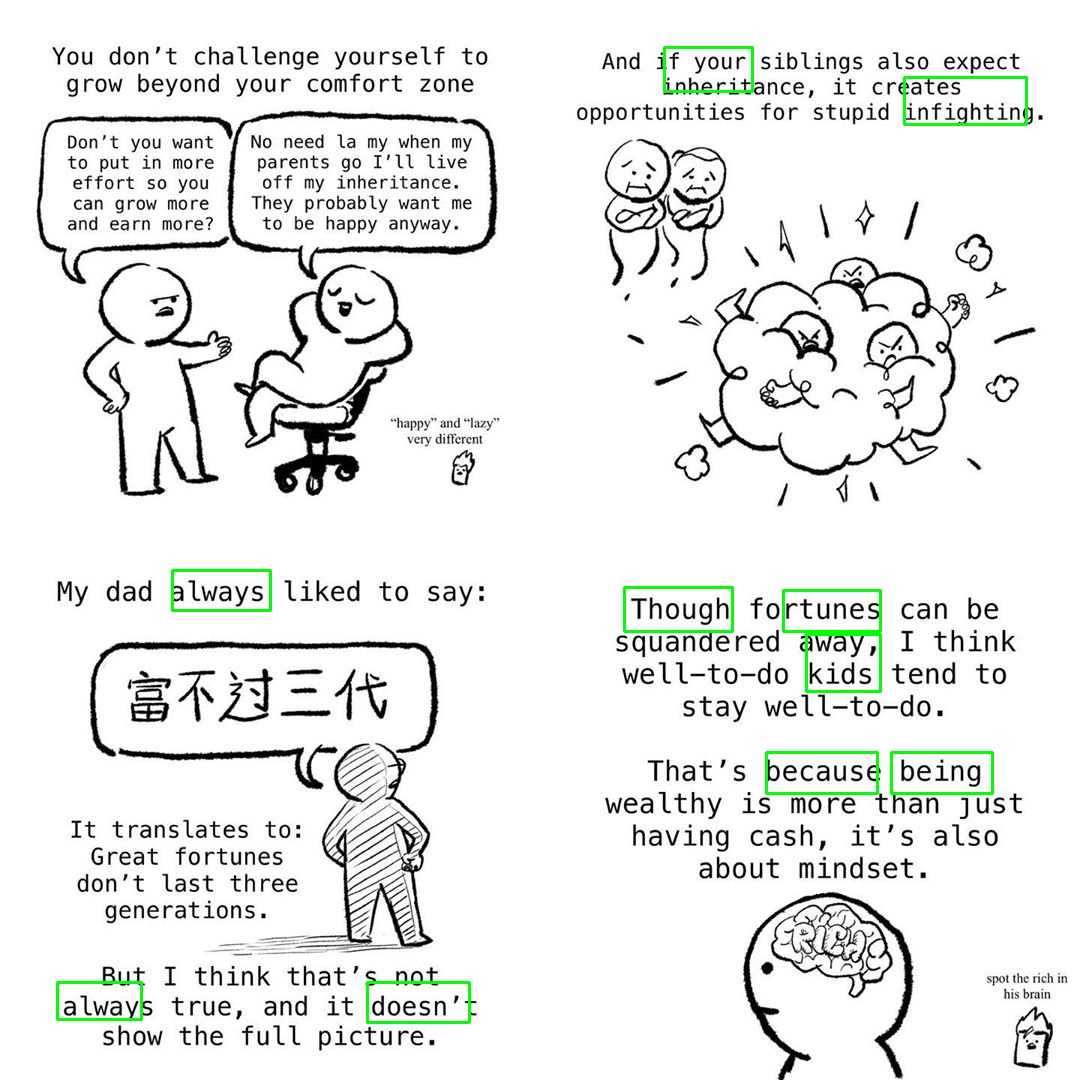 You don't challenge yourself to
grow beyond your comfort zone
Don't you want
to put in more
effort so you
can grow more
and earn more?
No need la my when my
parents go I'll live
off my inheritance.
They probably want me
to be happy anyway.
“happy” and “lazy”
very different
And if your siblings also expect
inheritance, it creates
opportunities for stupid infighting.
My dad always liked to say:
富不过三代
It translates to:
Great fortunes
don't last three
generations.
But I think that's not
always true, and it doesn't
show the full picture.
Though fortunes can be
squandered away, I think
well-to-do kids tend to
stay well-to-do.
That's because being
wealthy is more than just
having cash, it's also
about mindset.
RICH
spot the rich in
his brain